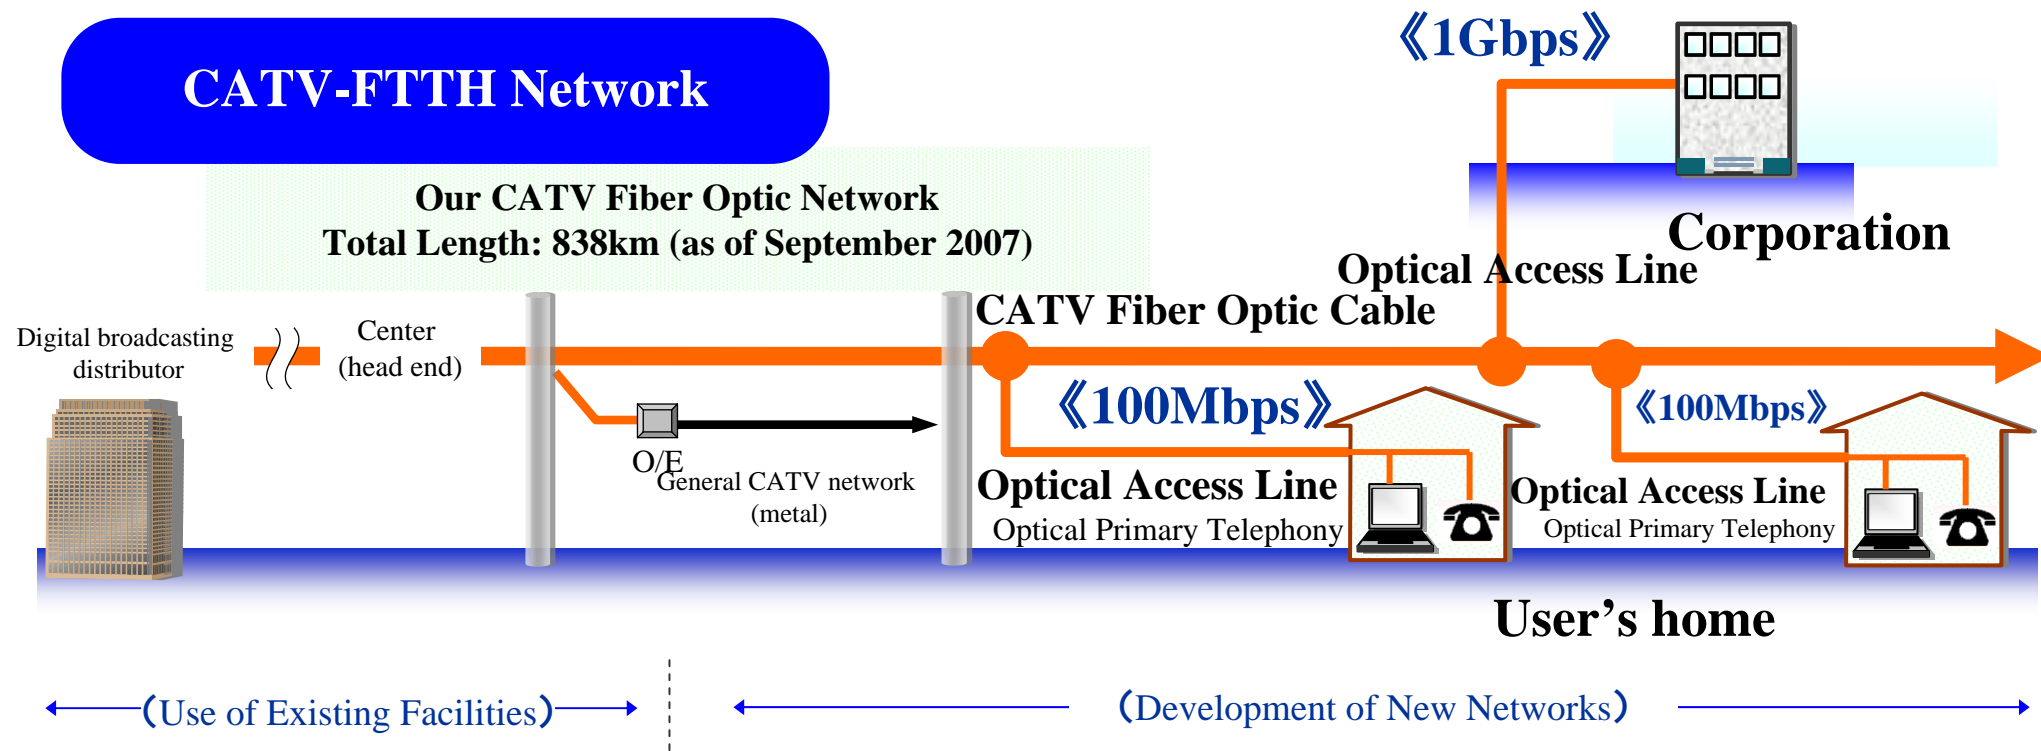 CATV-FTTH Network
《1Gbps》
Our CATV Fiber Optic Network
Total Length: 838km (as of September 2007)
Corporation
Optical Access Line
CATV Fiber Optic Cable
Digital broadcasting
distributor
Center
(head end)
《100Mbps》
《100Mbps》
O/E
General CATV network
(metal)
Optical Access Line
Optical Primary Telephony
Optical Access Line
Optical Primary Telephony
User’s home
（Use of Existing Facilities）
（Development of New Networks）